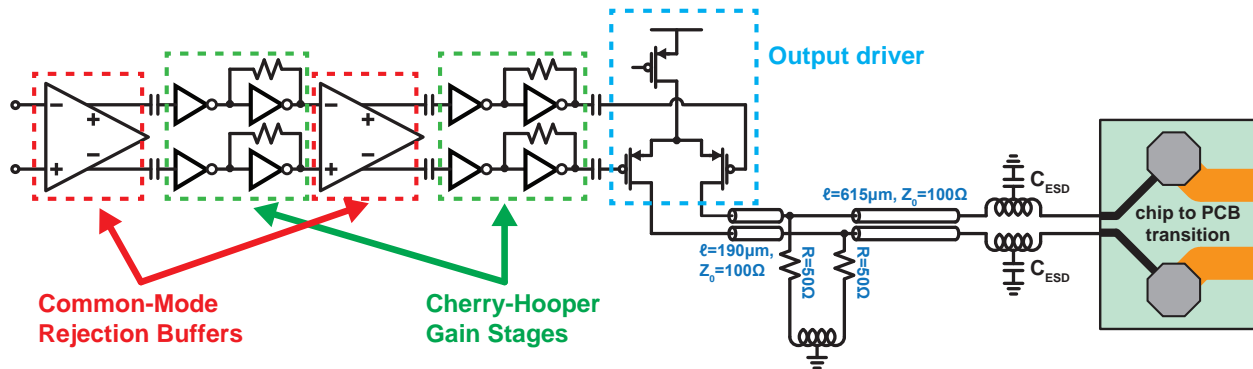 Output driver
ℓ=615µm, Z₀=100Ω
C_ESD
chip to PCB
transition
ℓ=190µm,
Z₀=100Ω
R=50Ω
R=50Ω
C_ESD
Common-Mode
Rejection Buffers
Cherry-Hooper
Gain Stages